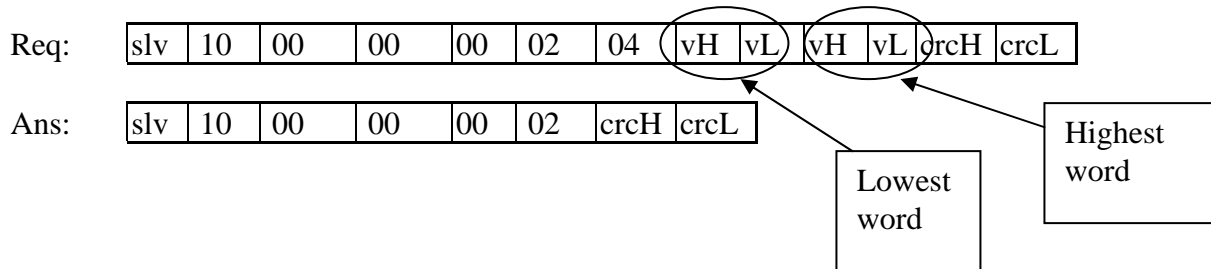 Req: slv 10 00 00 00 02 04 vH vL vH vL crcH crcL
Ans: slv 10 00 00 00 02 crcH crcL
Highest
word
Lowest
word